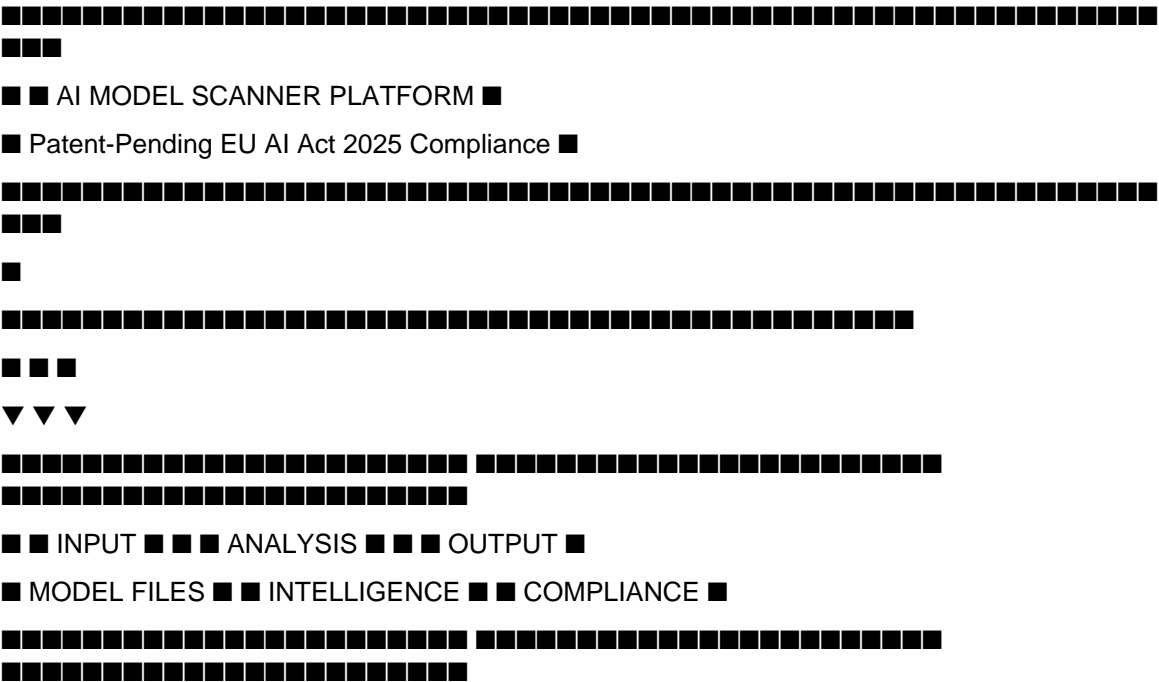 ■■■■■■■■■■■■■■■■■■■■■■■■■■■■■■■■■■■■■■■■■■■■■■■■■■■■■■■■■
■■■
■ ■ AI MODEL SCANNER PLATFORM ■
■ Patent-Pending EU AI Act 2025 Compliance ■
■■■■■■■■■■■■■■■■■■■■■■■■■■■■■■■■■■■■■■■■■■■■■■■■■■■■■■■■■
■■■
■
■■■■■■■■■■■■■■■■■■■■■■■■■■■■■■■■■■■■■■■■■■■■■
■ ■ ■
▼ ▼ ▼
■■■■■■■■■■■■■■■■■■■■■■■ ■■■■■■■■■■■■■■■■■■■■■■■
■■■■■■■■■■■■■■■■■■■■■■■
■ ■ INPUT ■ ■ ■ ANALYSIS ■ ■ ■ OUTPUT ■
■ MODEL FILES ■ ■ INTELLIGENCE ■ ■ COMPLIANCE ■
■■■■■■■■■■■■■■■■■■■■■■■ ■■■■■■■■■■■■■■■■■■■■■■■
■■■■■■■■■■■■■■■■■■■■■■■